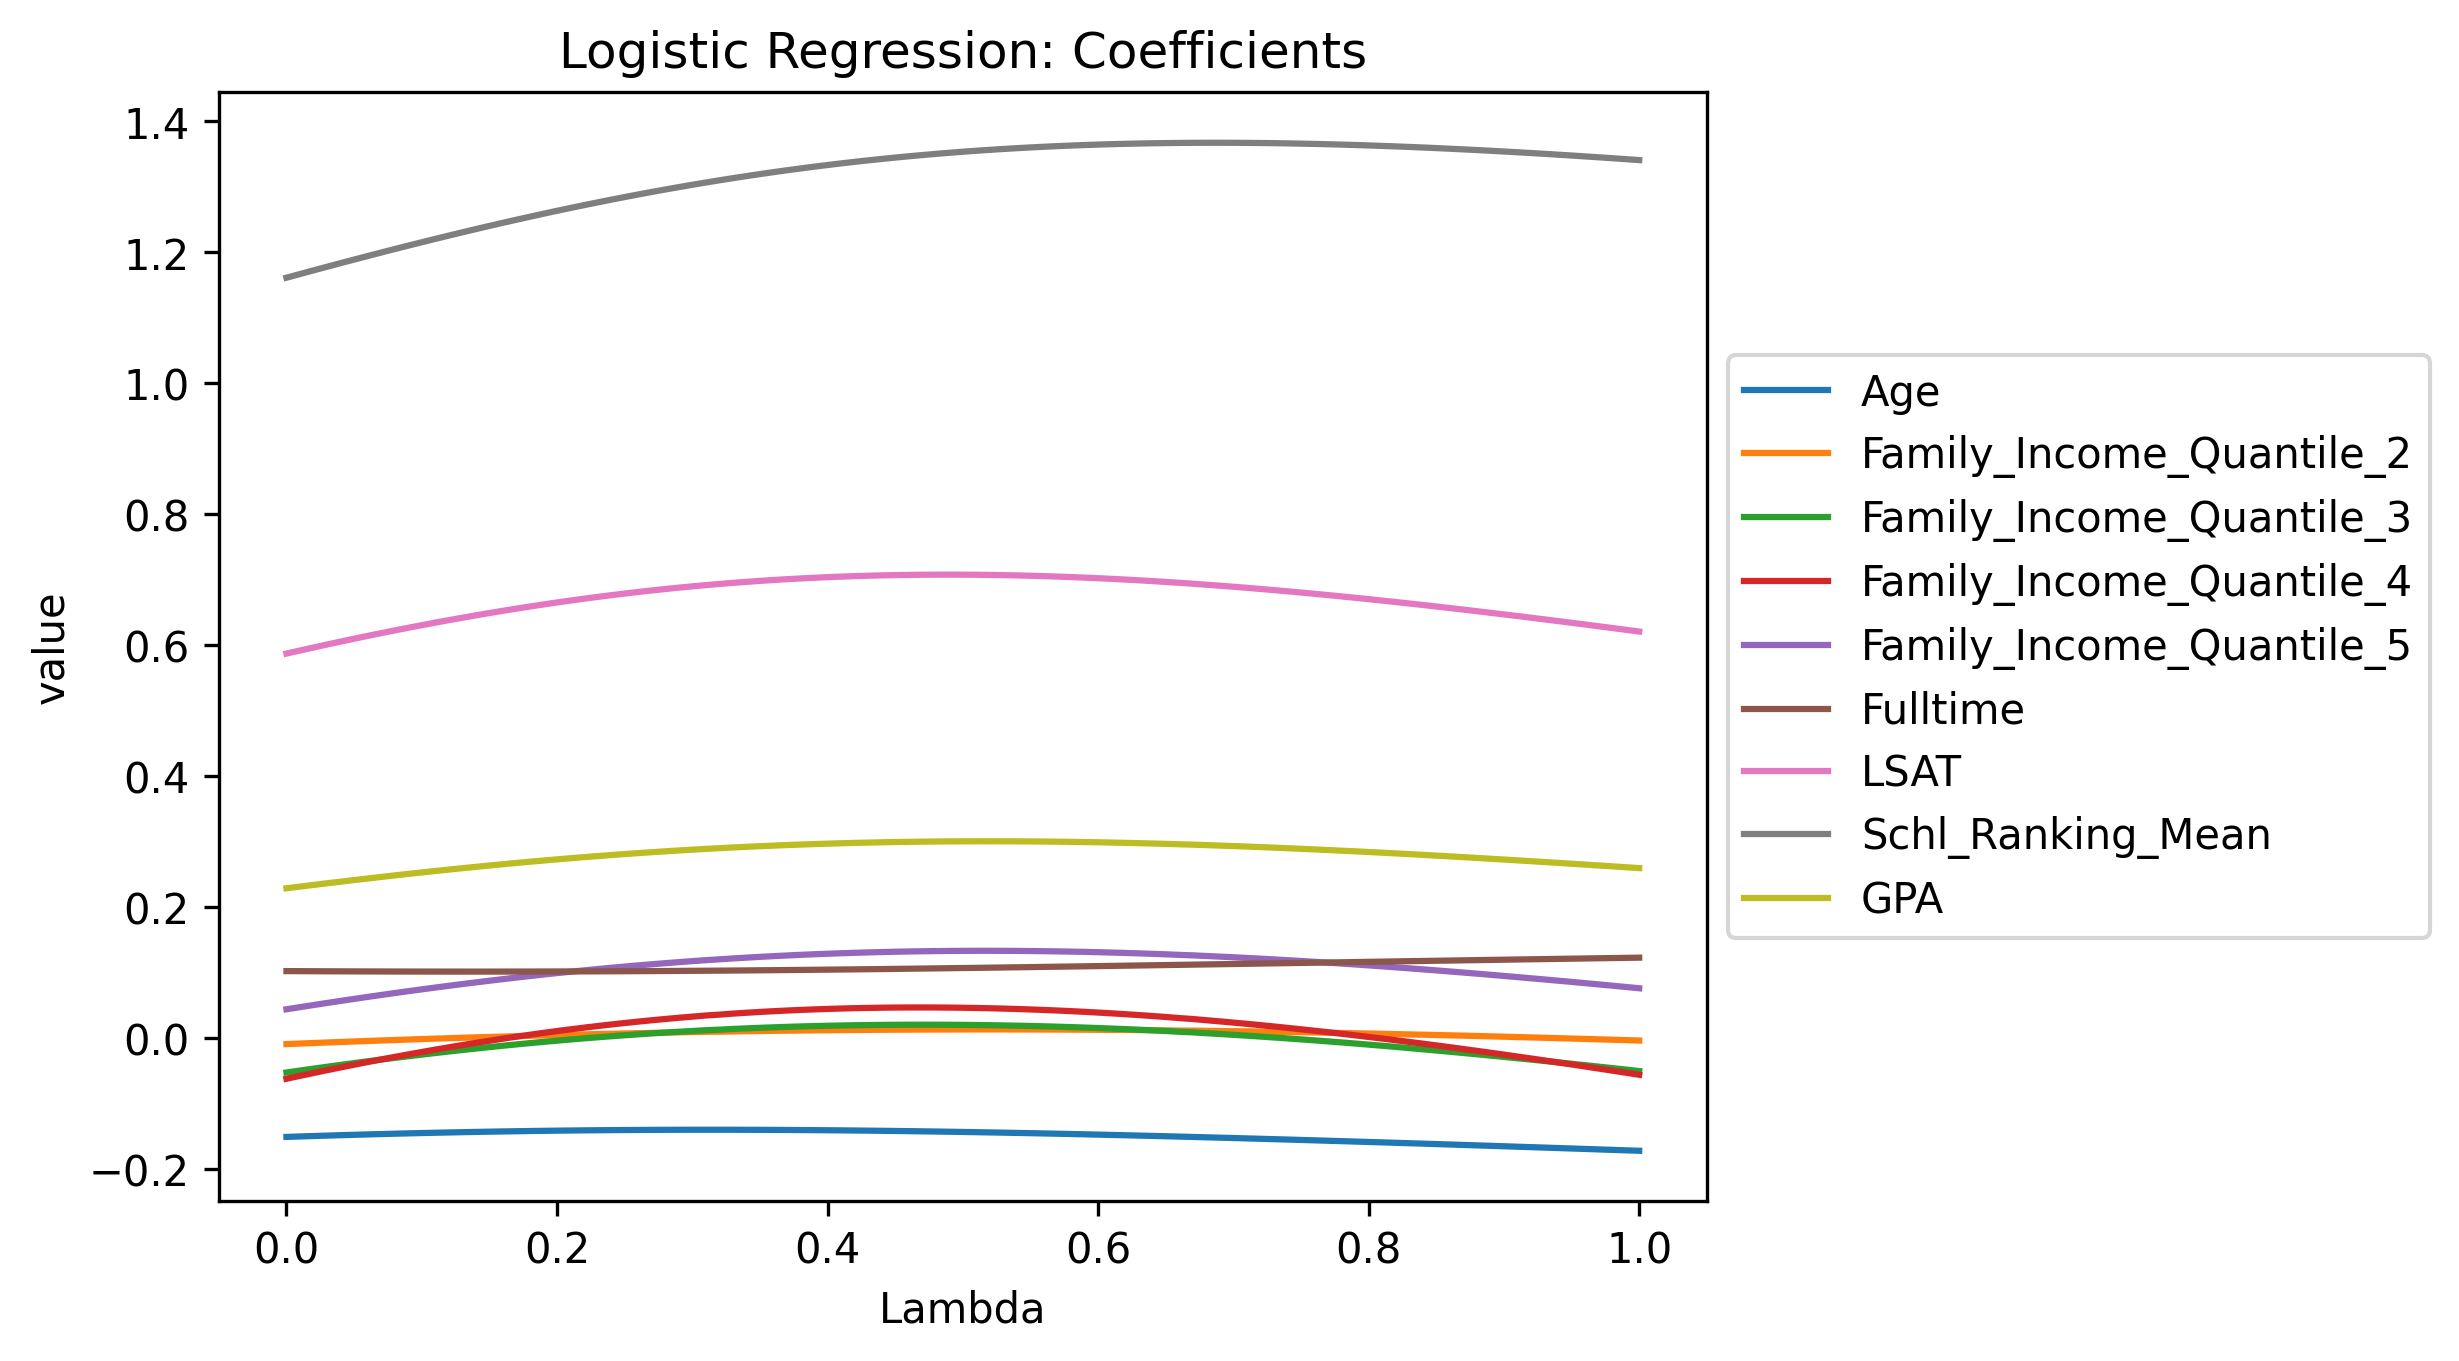 Logistic Regression: Coefficients
1.4
1.2
1.0
0.8
0.6
0.4
0.2
0.0
−0.2
value
0.0 0.2 0.4 0.6 0.8 1.0
Lambda
Age
Family_Income_Quantile_2
Family_Income_Quantile_3
Family_Income_Quantile_4
Family_Income_Quantile_5
Fulltime
LSAT
Schl_Ranking_Mean
GPA